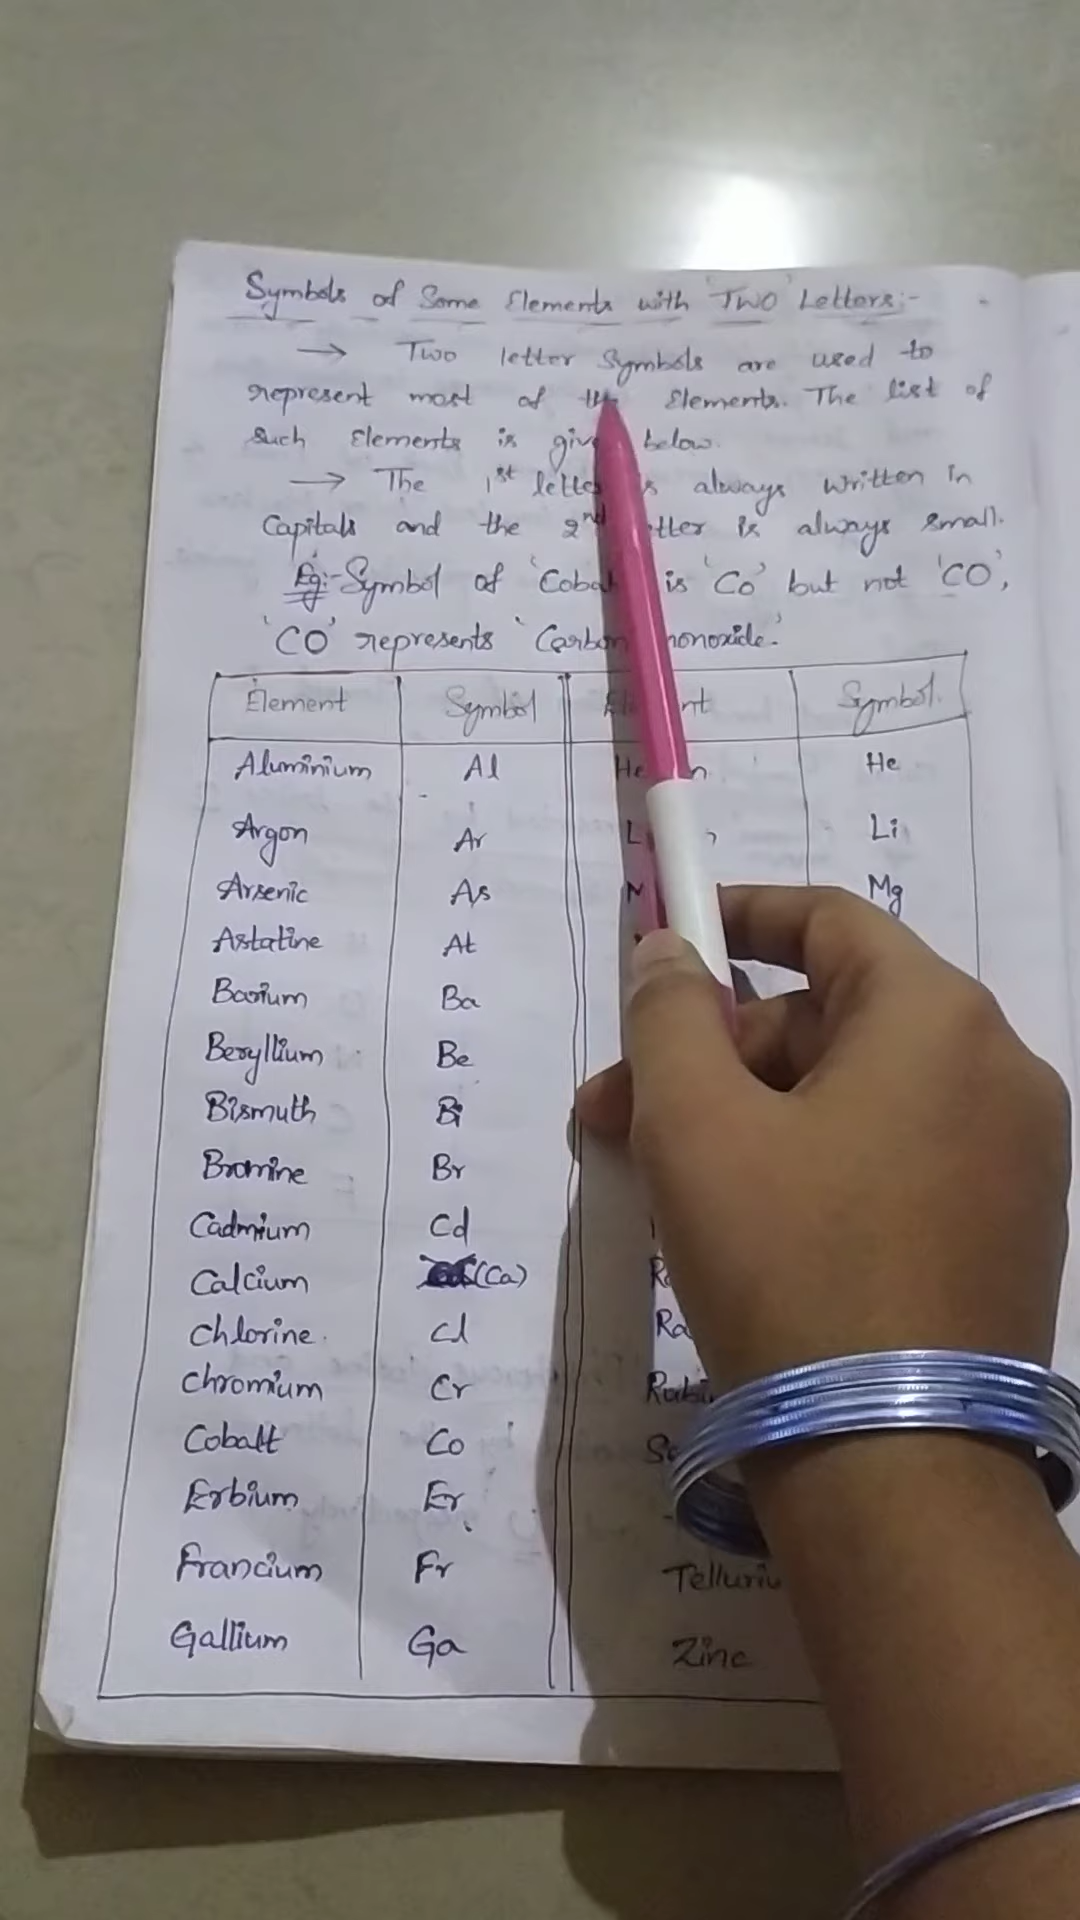 Symbols of Some Elements with 'TWO' Letters:-
→ Two letter Symbols are used to
represent most of the Elements. The list of
such Elements is given below.
→ The 1st letter is always written in
Capitals and the 2nd letter is always small.
Eg:- Symbol of 'Cobalt' is 'Co' but not 'CO',
'CO' represents 'Carbon monoxide.'
Element Symbol Element Symbol.
Aluminium Al He
Argon Ar Li
Arsenic As Mg
Astatine At
Barium Ba
Beryllium Be
Bismuth Bi
Bromine Br
Cadmium Cd
Calcium (Ca)
Chlorine. Cl
Chromium Cr
Cobalt Co
Erbium Er
Francium Fr
Gallium Ga Zinc